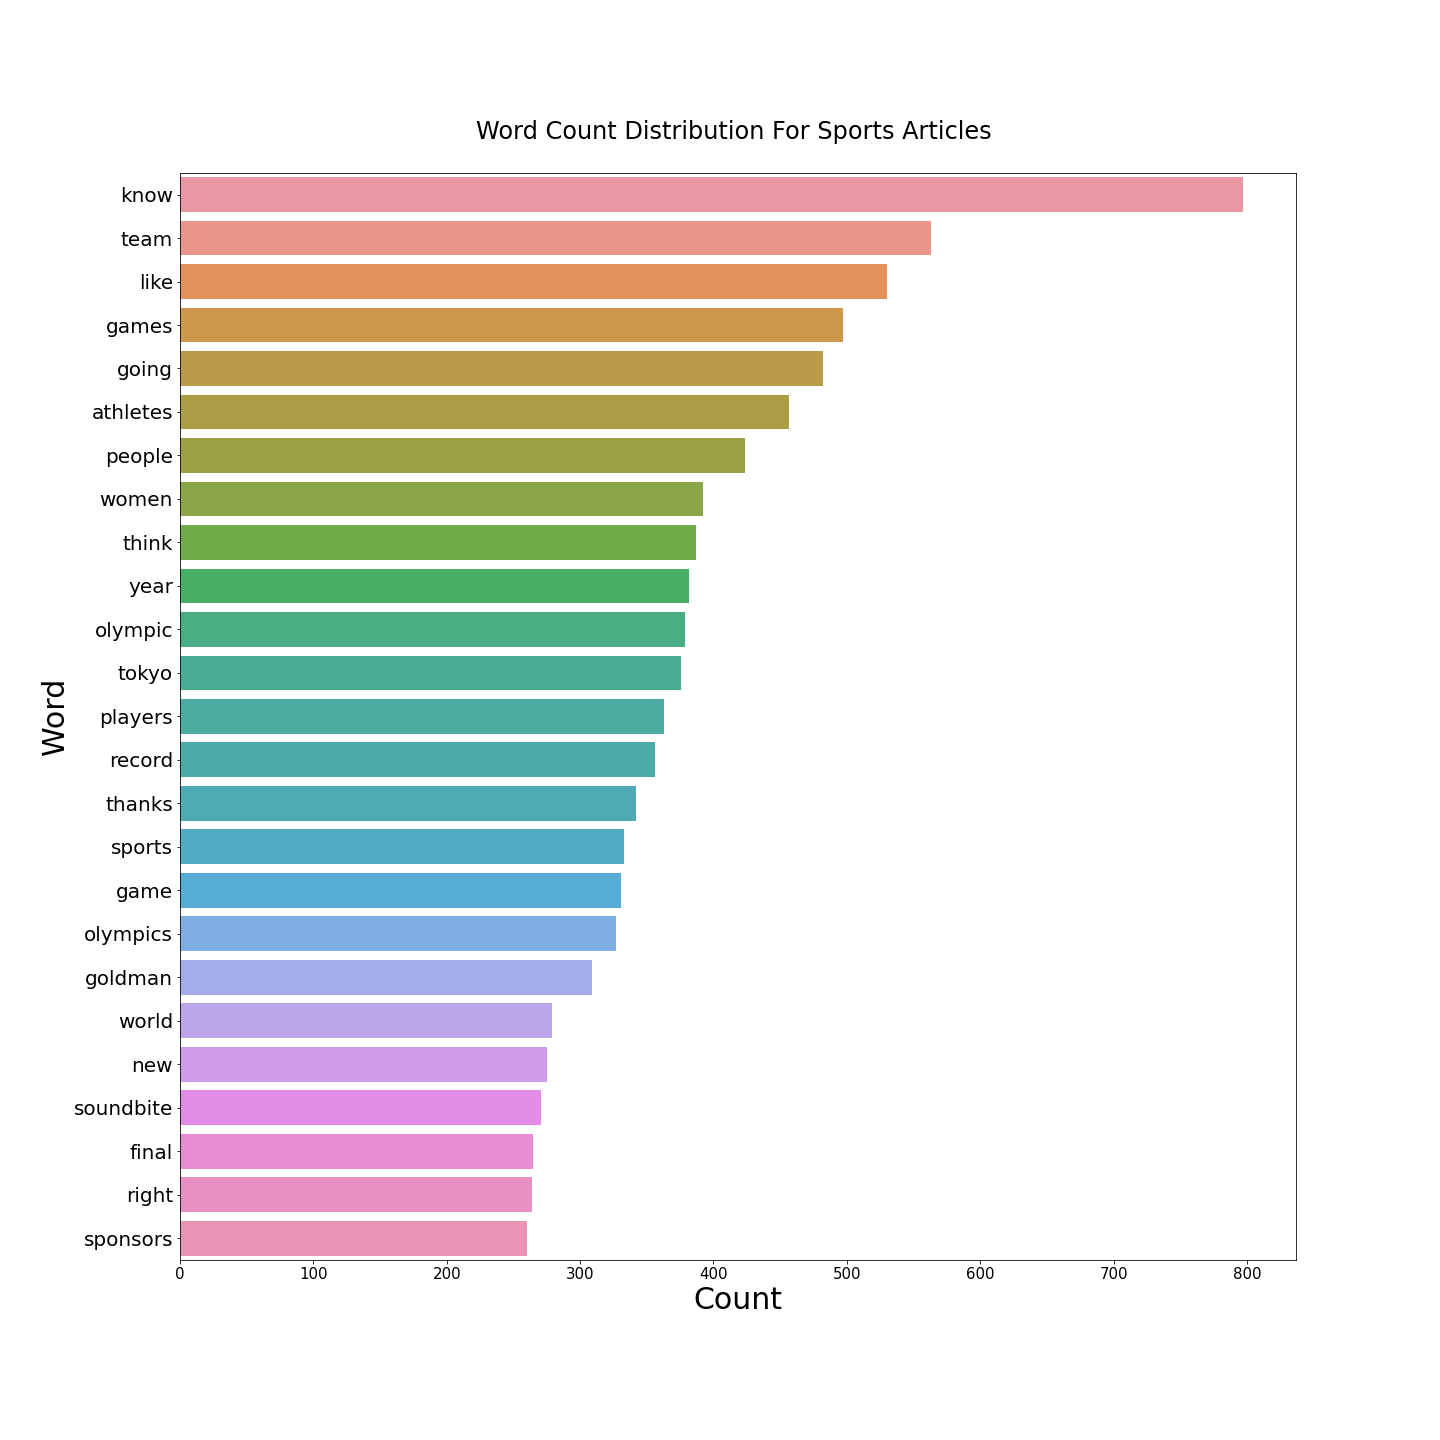 Word Count Distribution For Sports Articles
know
team
like
games
going
athletes
people
women
think
year
olympic
tokyo
players
record
thanks
sports
game
olympics
goldman
world
new
soundbite
final
right
sponsors
Word
0 100 200 300 400 500 600 700 800
Count